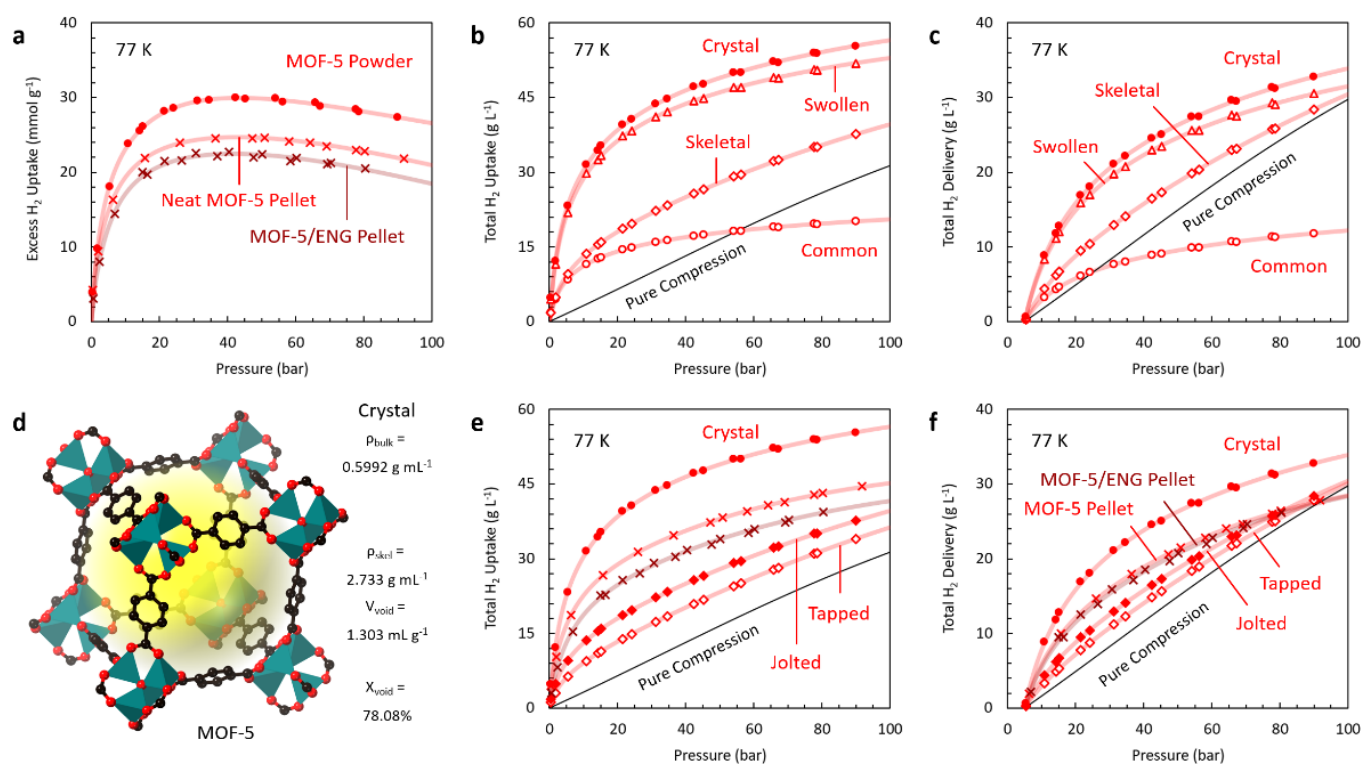 a
77 K
MOF-5 Powder
Neat MOF-5 Pellet
MOF-5/ENG Pellet
Excess H₂ Uptake (mmol g⁻¹)
40
30
20
10
0
0 20 40 60 80 100
Pressure (bar)
b
77 K
Crystal
Swollen
Skeletal
Pure Compression
Common
Total H₂ Uptake (g L⁻¹)
60
45
30
15
0
0 20 40 60 80 100
Pressure (bar)
c
77 K
Crystal
Skeletal
Swollen
Pure Compression
Common
Total H₂ Delivery (g L⁻¹)
40
30
20
10
0
0 20 40 60 80 100
Pressure (bar)
d
Crystal
ρbulk =
0.5992 g mL⁻¹
ρskel =
2.733 g mL⁻¹
Vvoid =
1.303 mL g⁻¹
Xvoid =
78.08%
MOF-5
e
77 K
Crystal
Tapped
Jolted
Pure Compression
Total H₂ Uptake (g L⁻¹)
60
45
30
15
0
0 20 40 60 80 100
Pressure (bar)
f
77 K
Crystal
MOF-5/ENG Pellet
MOF-5 Pellet
Tapped
Jolted
Pure Compression
Total H₂ Delivery (g L⁻¹)
40
30
20
10
0
0 20 40 60 80 100
Pressure (bar)